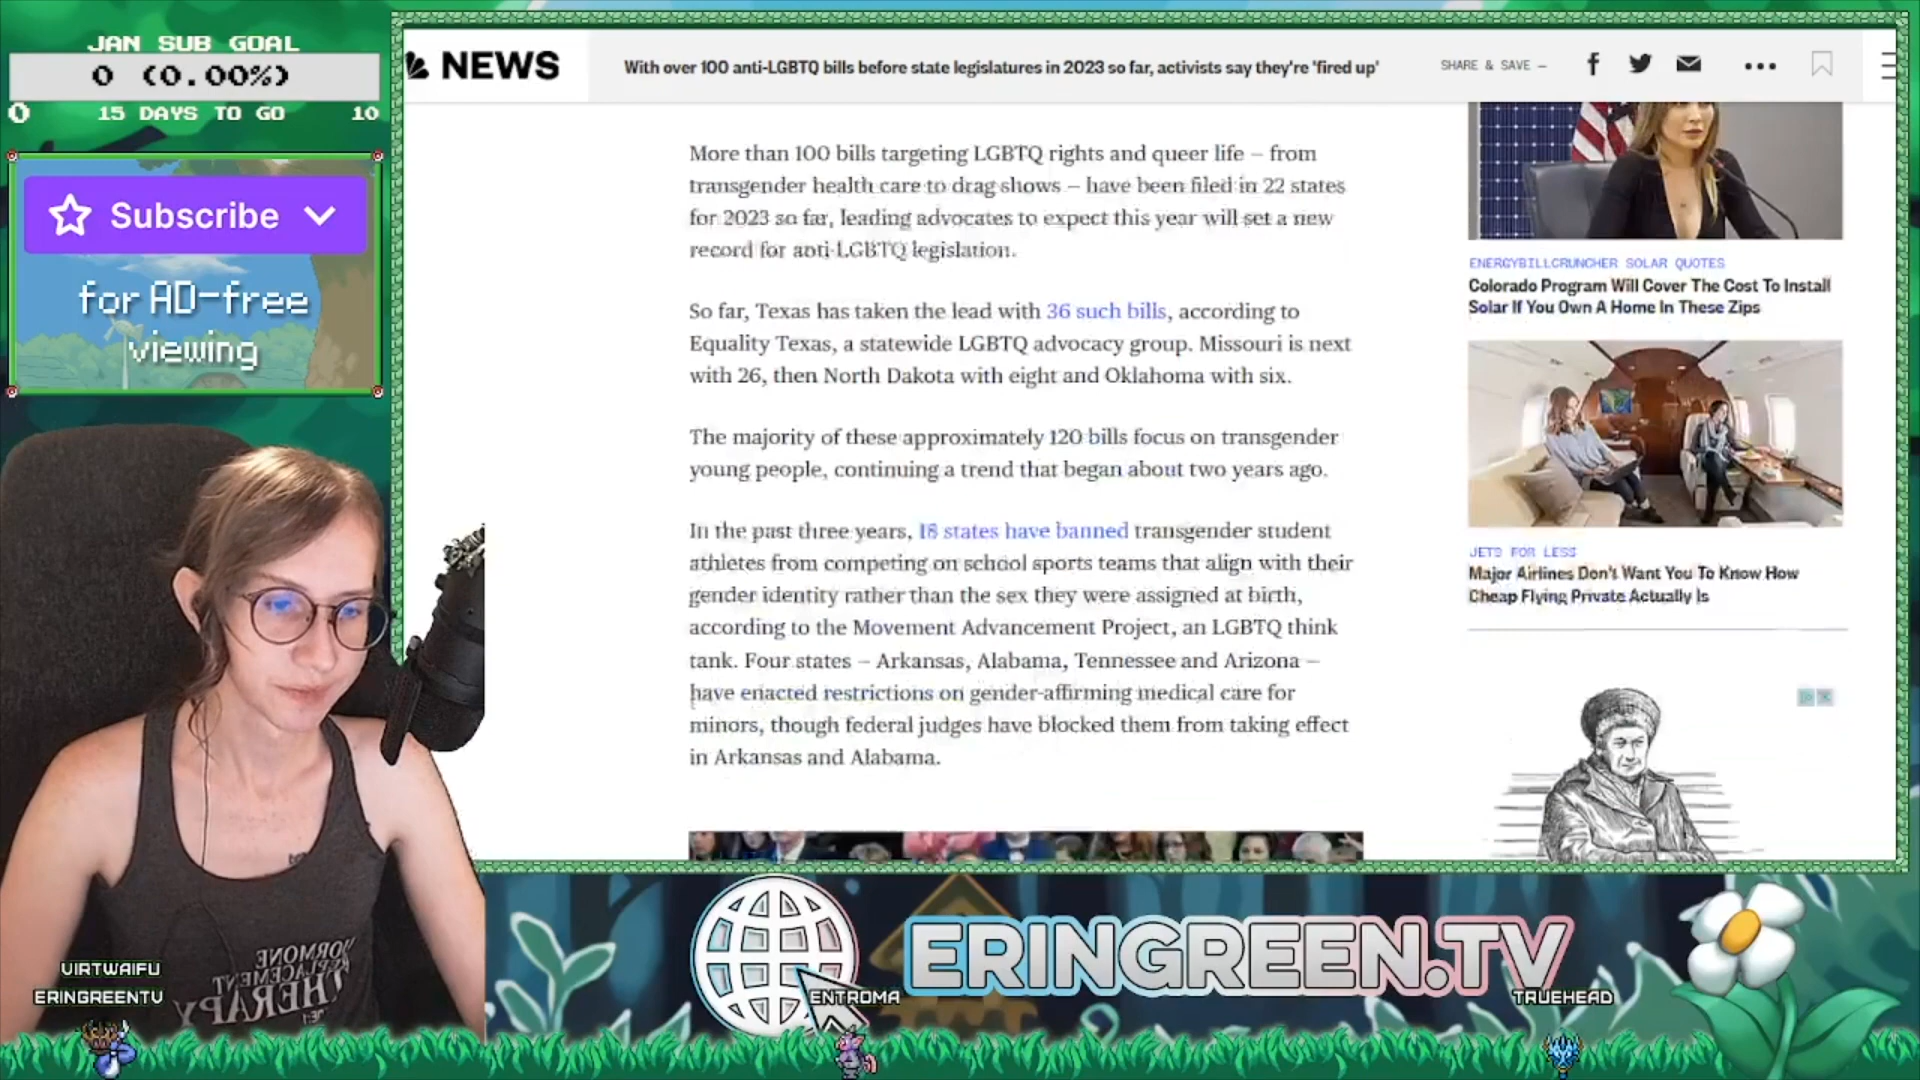 JAN SUB GOAL
0 (0.00%)
0 15 DAYS TO GO 10
Subscribe
for AD-free
viewing
NEWS
With over 100 anti-LGBTQ bills before state legislatures in 2023 so far, activists say they're 'fired up'
SHARE & SAVE —
More than 100 bills targeting LGBTQ rights and queer life — from
transgender health care to drag shows — have been filed in 22 states
for 2023 so far, leading advocates to expect this year will set a new
record for anti-LGBTQ legislation.
So far, Texas has taken the lead with 36 such bills, according to
Equality Texas, a statewide LGBTQ advocacy group. Missouri is next
with 26, then North Dakota with eight and Oklahoma with six.
The majority of these approximately 120 bills focus on transgender
young people, continuing a trend that began about two years ago.
In the past three years, 18 states have banned transgender student
athletes from competing on school sports teams that align with their
gender identity rather than the sex they were assigned at birth,
according to the Movement Advancement Project, an LGBTQ think
tank. Four states — Arkansas, Alabama, Tennessee and Arizona —
have enacted restrictions on gender-affirming medical care for
minors, though federal judges have blocked them from taking effect
in Arkansas and Alabama.
ENERGYBILLCRUNCHER SOLAR QUOTES
Colorado Program Will Cover The Cost To Install
Solar If You Own A Home In These Zips
JETS FOR LESS
Major Airlines Don't Want You To Know How
Cheap Flying Private Actually Is
HORMONE
REPLACEMENT
THERAPY
VIRTWAIFU
ERINGREENTV
ERINGREEN.TV
ENTROMA
TRUEHEAD